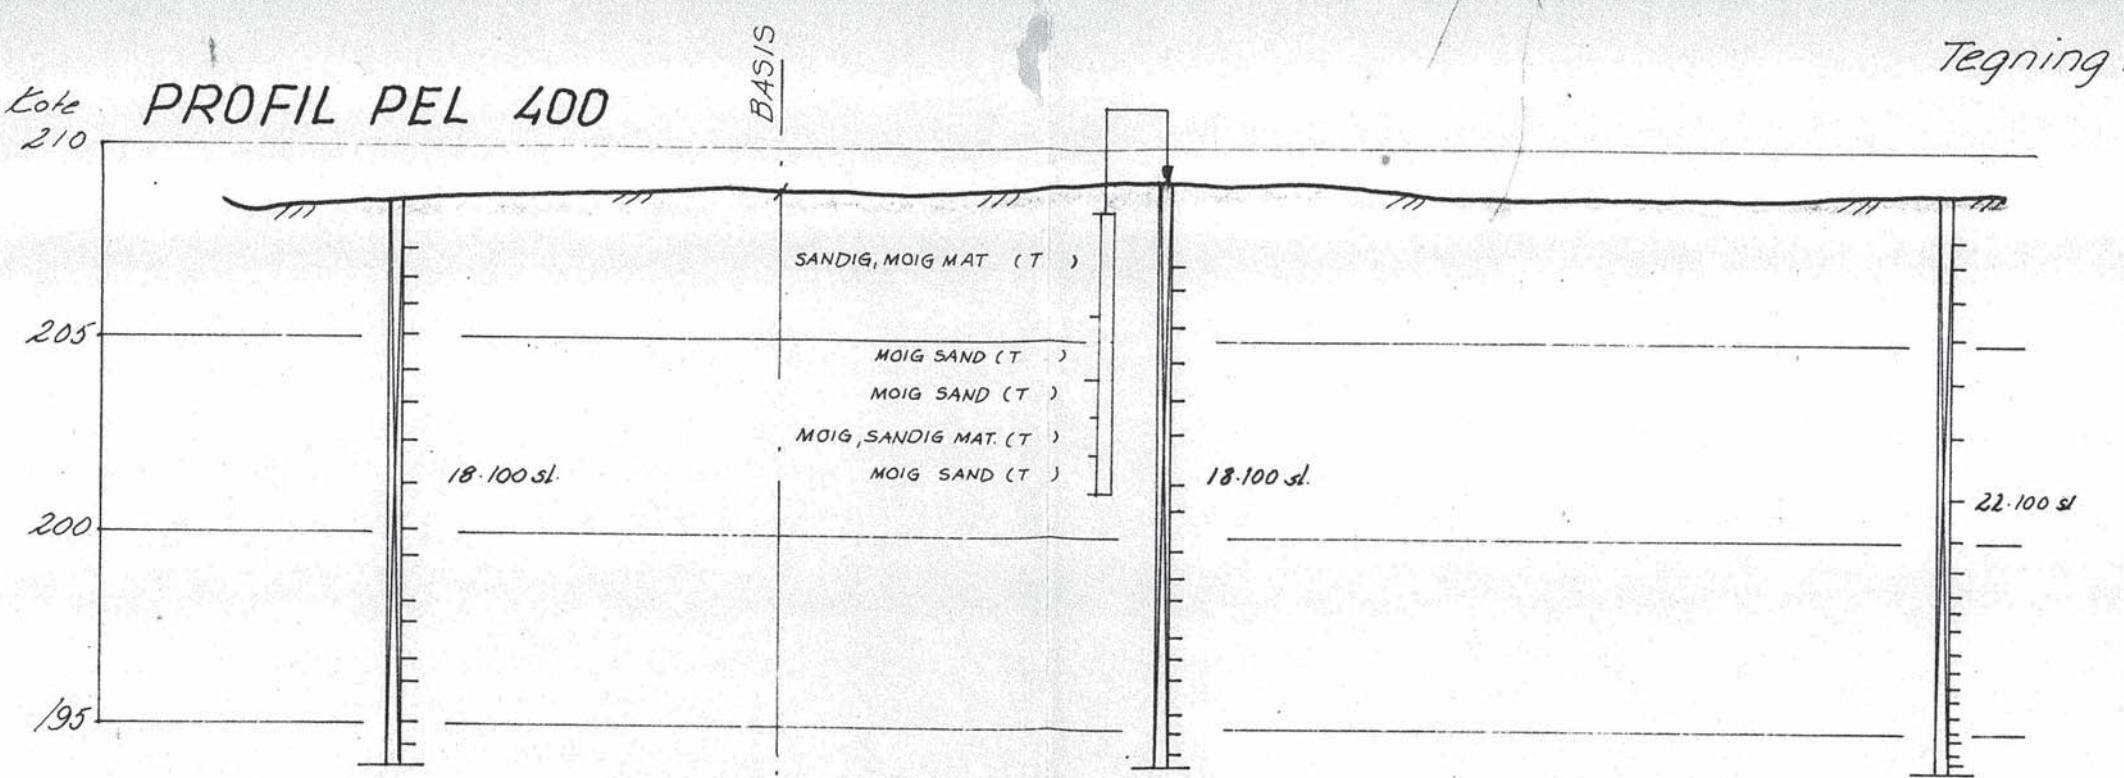 Tegning
Kote
PROFIL PEL 400
BASIS
210
SANDIG, MOIG MAT (T )
205
MOIG SAND (T )
MOIG SAND (T )
MOIG, SANDIG MAT. (T )
MOIG SAND (T )
18·100 sl.
18·100 sl.
22·100 sl
200
195